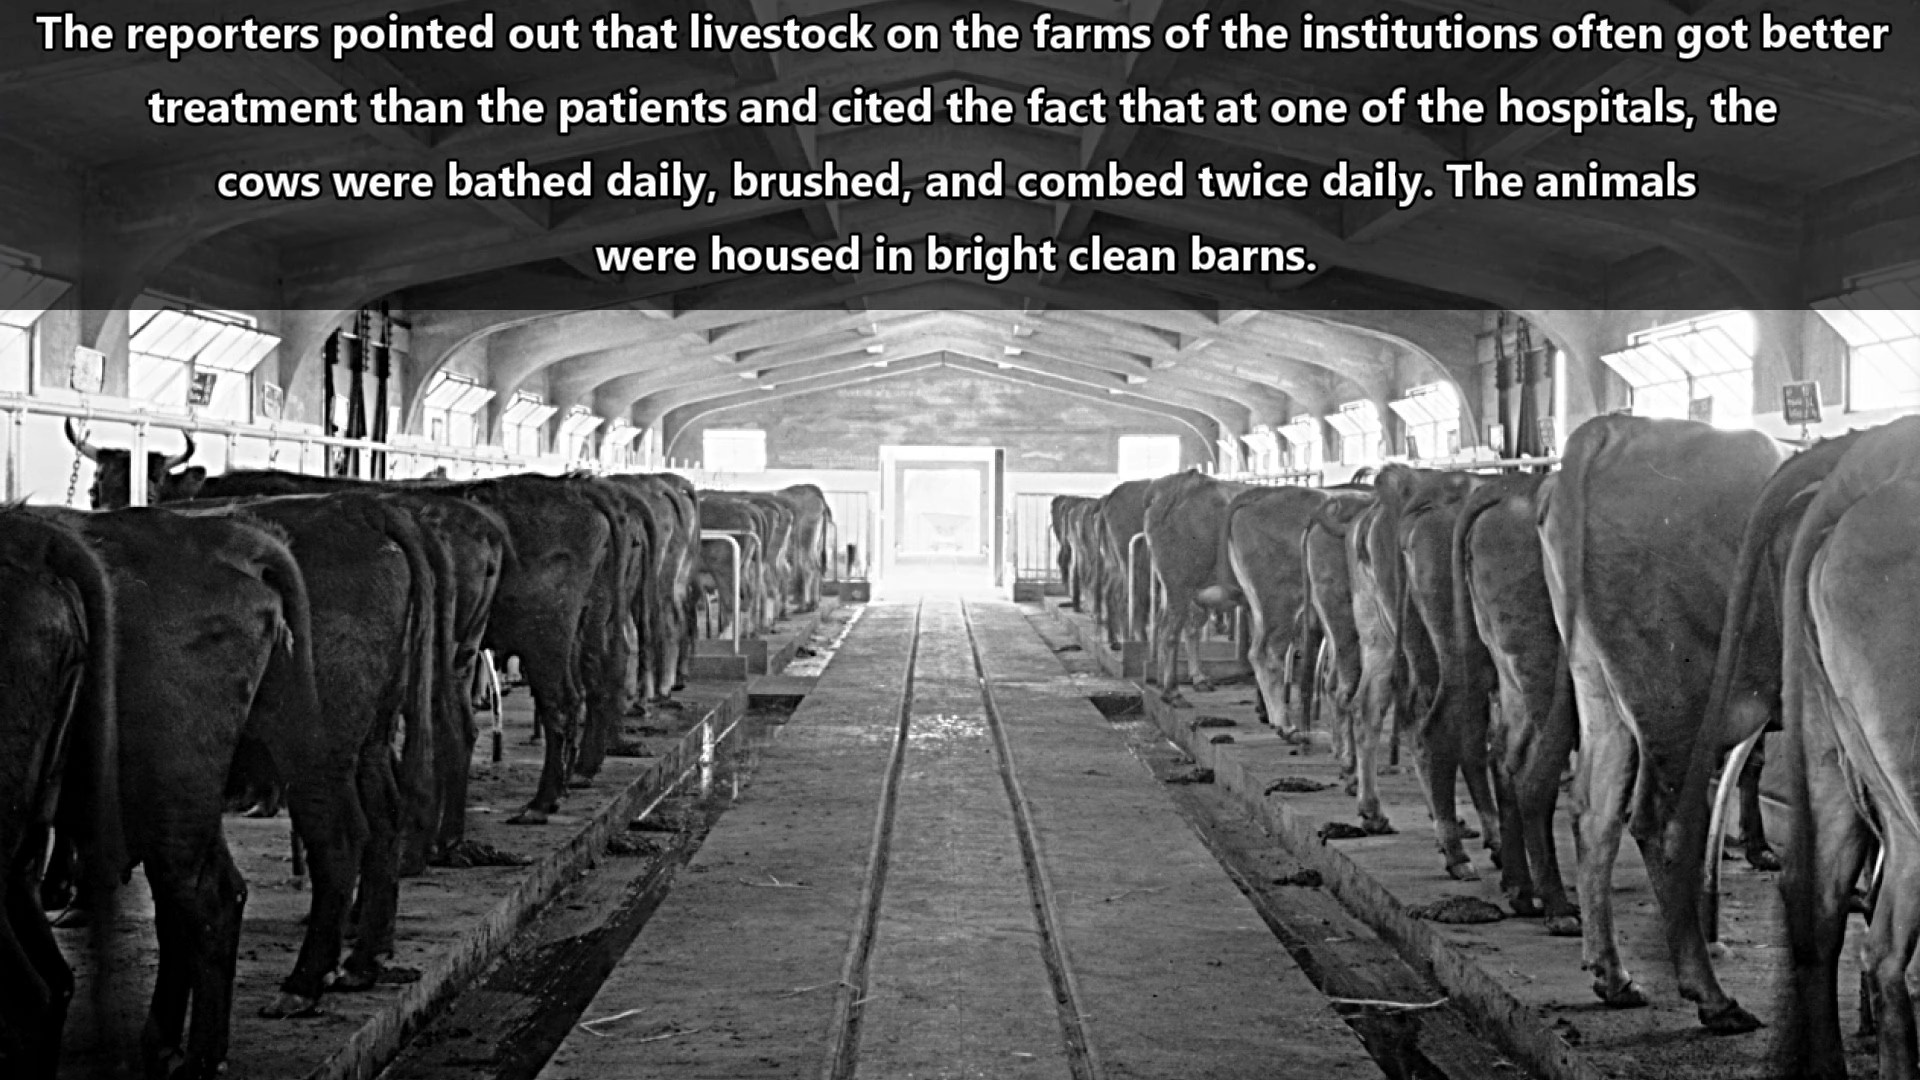 The reporters pointed out that livestock on the farms of the institutions often got better
treatment than the patients and cited the fact that at one of the hospitals, the
cows were bathed daily, brushed, and combed twice daily. The animals
were housed in bright clean barns.